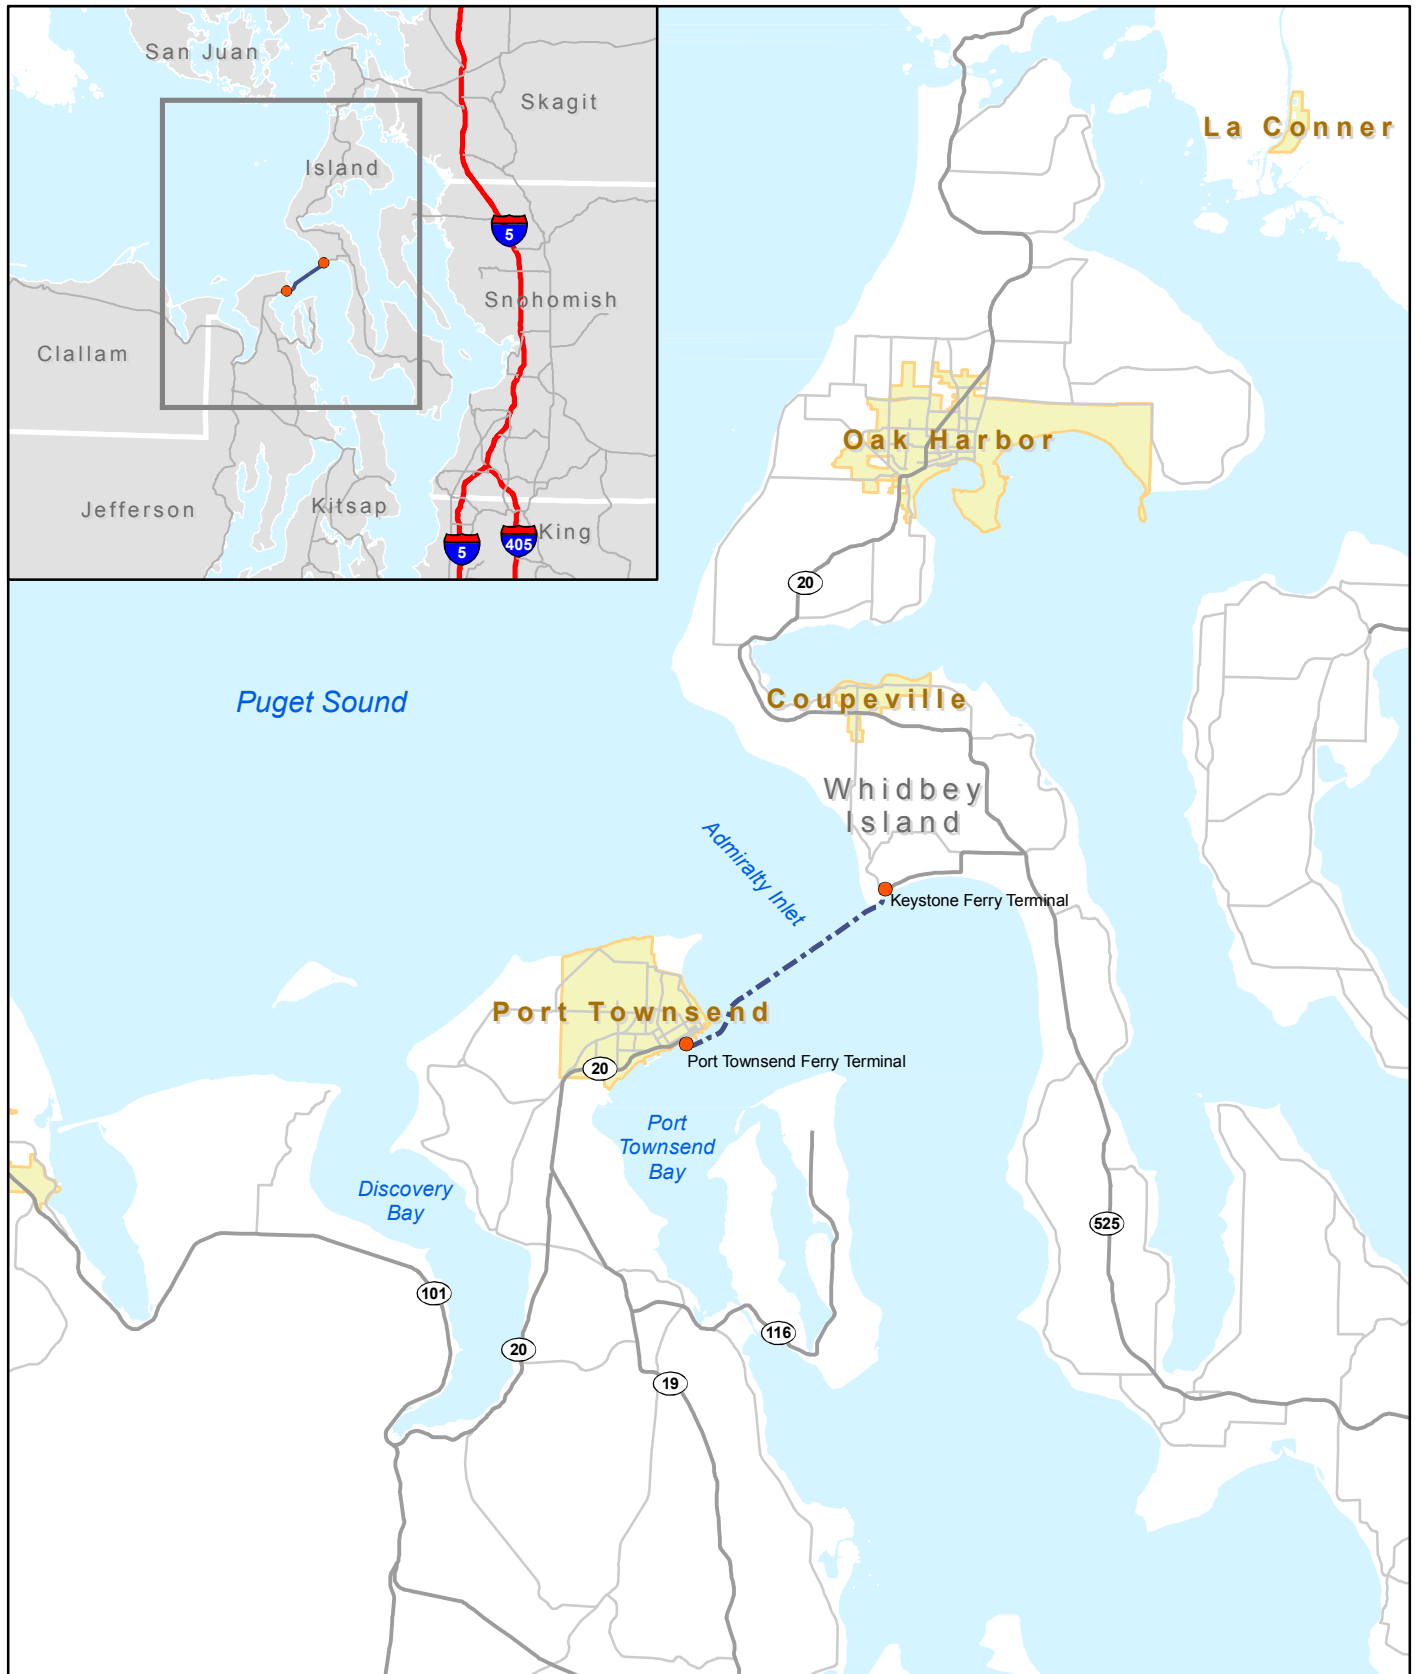 San Juan
Skagit
Island
5
Snohomish
Clallam
Jefferson
Kitsap
King
5
405
La Conner
Oak Harbor
20
Puget Sound
Coupeville
Whidbey
Island
Admiralty Inlet
Keystone Ferry Terminal
Port Townsend
20
Port Townsend Ferry Terminal
Port
Townsend
Bay
Discovery
Bay
525
101
116
20
19